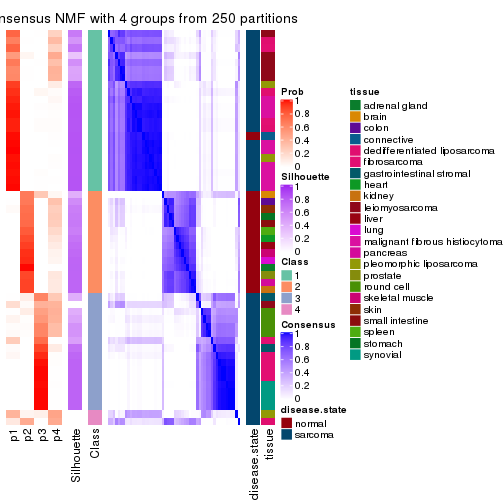 nsensus NMF with 4 groups from 250 partitions
p1
p2
p3
p4
Silhouette
Class
disease.state
tissue
Prob
1
0.8
0.6
0.4
0.2
0
Silhouette
1
0.8
0.6
0.4
0.2
0
Class
1
2
3
4
Consensus
1
0.8
0.6
0.4
0.2
0
disease.state
normal
sarcoma
tissue
adrenal gland
brain
colon
connective
dedifferentiated liposarcoma
fibrosarcoma
gastrointestinal stromal
heart
kidney
leiomyosarcoma
liver
lung
malignant fibrous histiocytoma
pancreas
pleomorphic liposarcoma
prostate
round cell
skeletal muscle
skin
small intestine
spleen
stomach
synovial